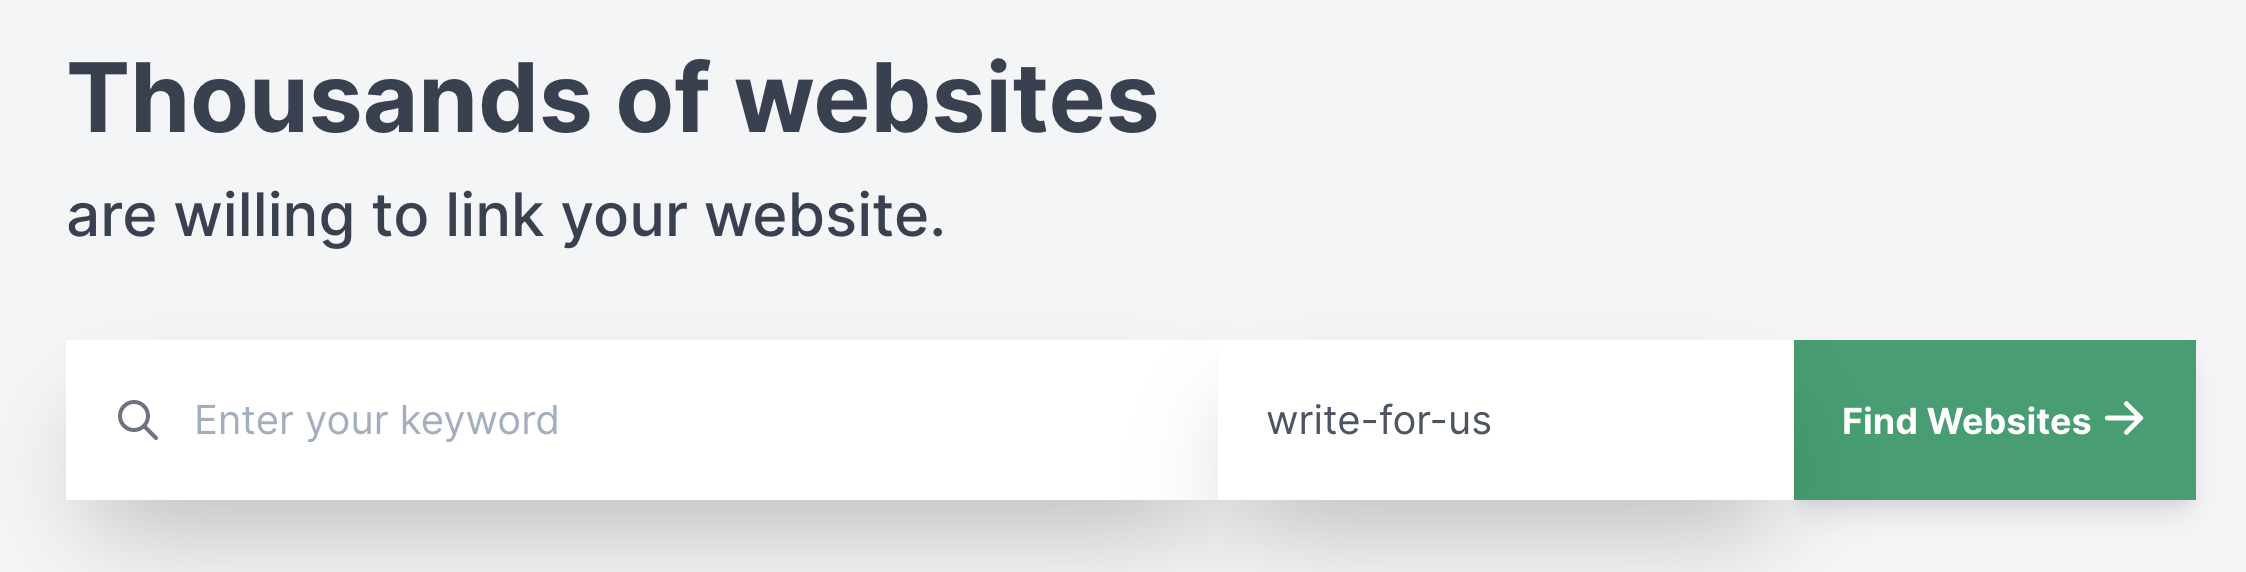 Thousands of websites
are willing to link your website.
Enter your keyword
write-for-us
Find Websites →